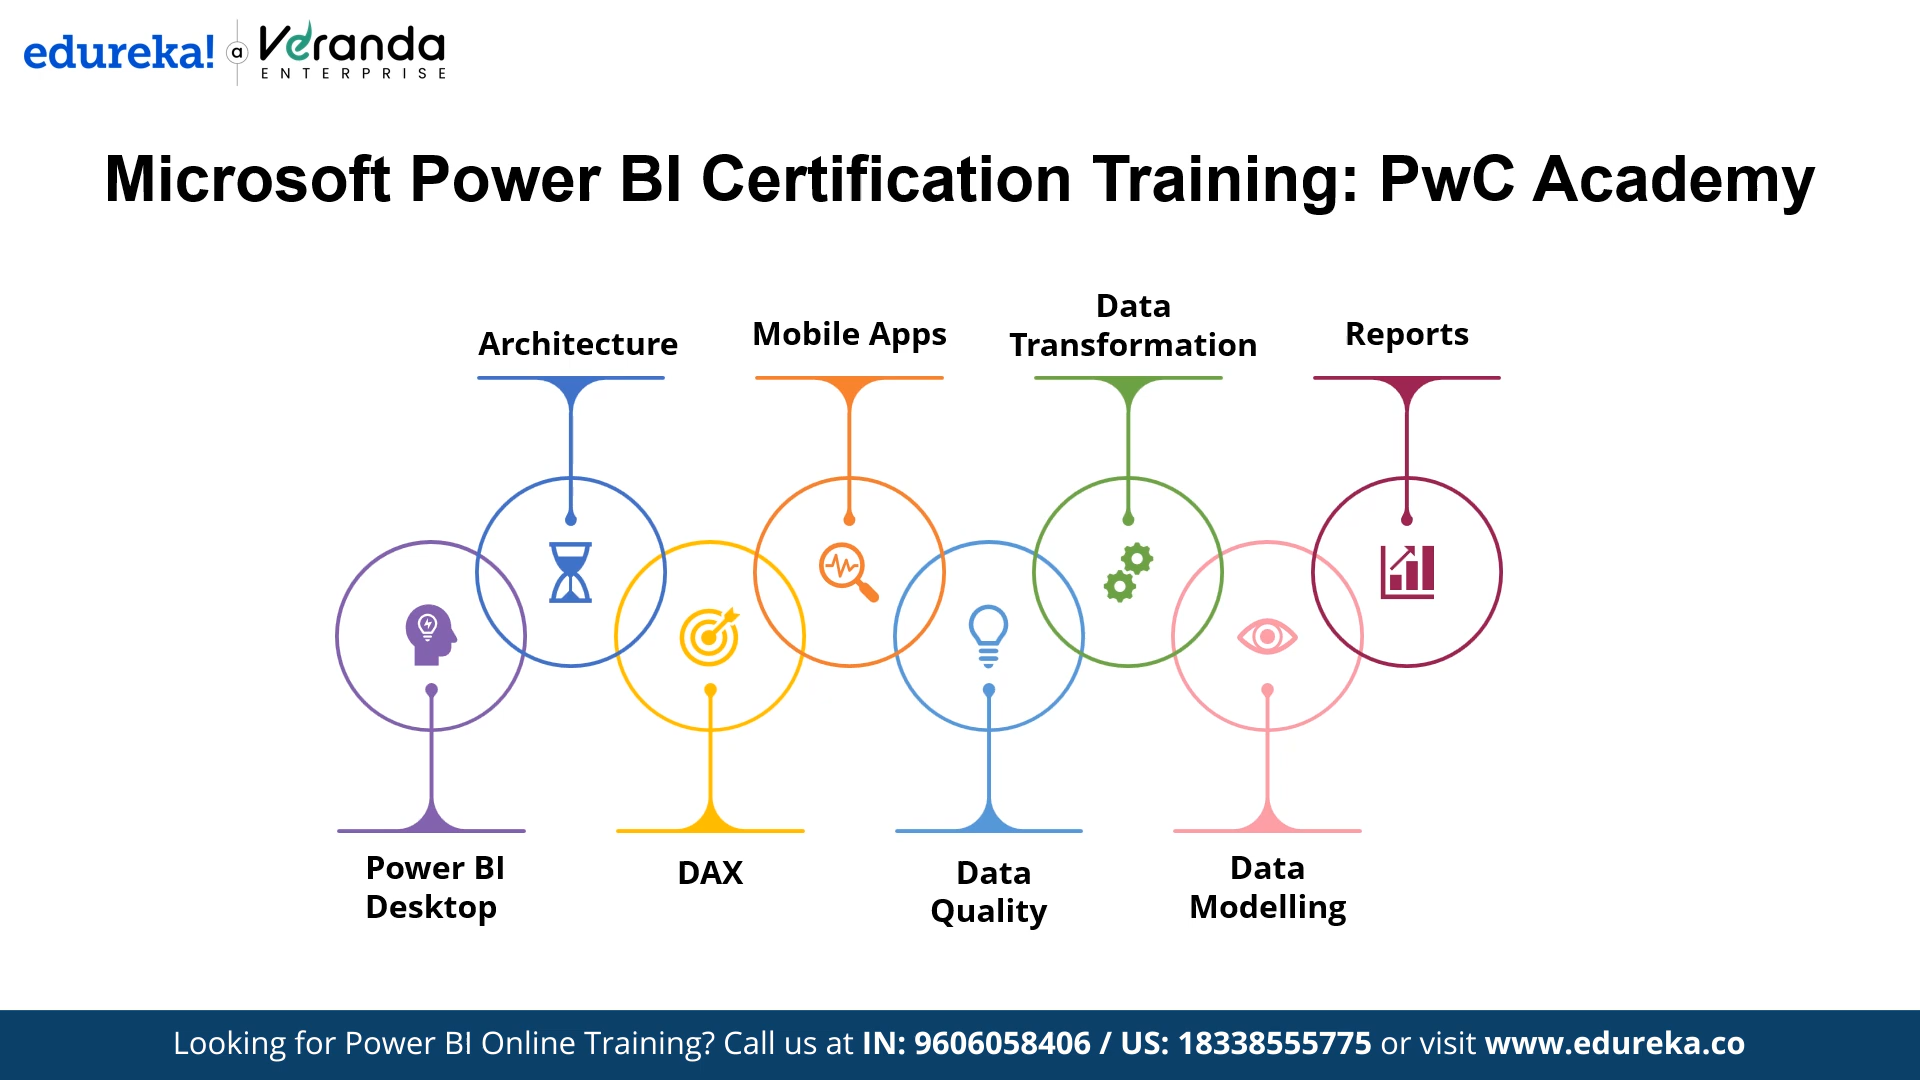 edureka! a Veranda
ENTERPRISE
Microsoft Power BI Certification Training: PwC Academy
Architecture
Mobile Apps
Data
Transformation
Reports
Power BI
Desktop
DAX
Data
Quality
Data
Modelling
Looking for Power BI Online Training? Call us at IN: 9606058406 / US: 18338555775 or visit www.edureka.co